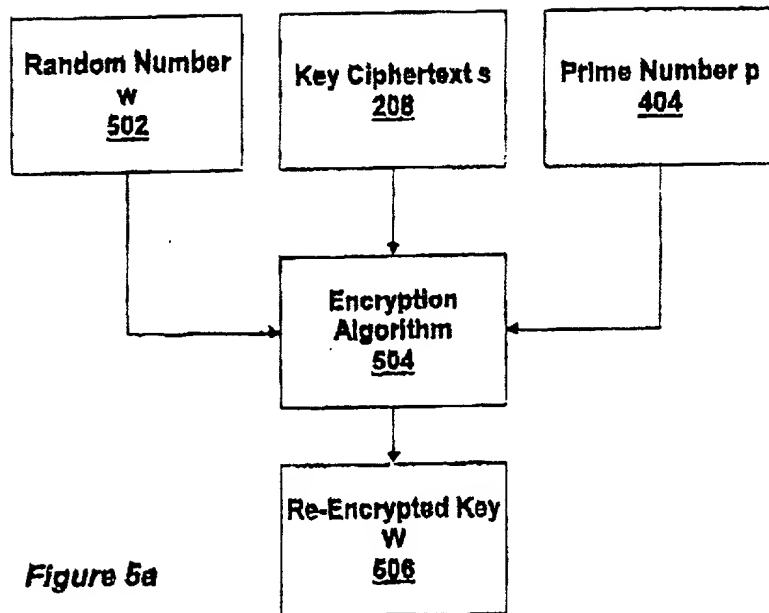 Random Number
w
502
Key Ciphertext s
208
Prime Number p
404
Encryption
Algorithm
504
Re-Encrypted Key
W
506
Figure 5a